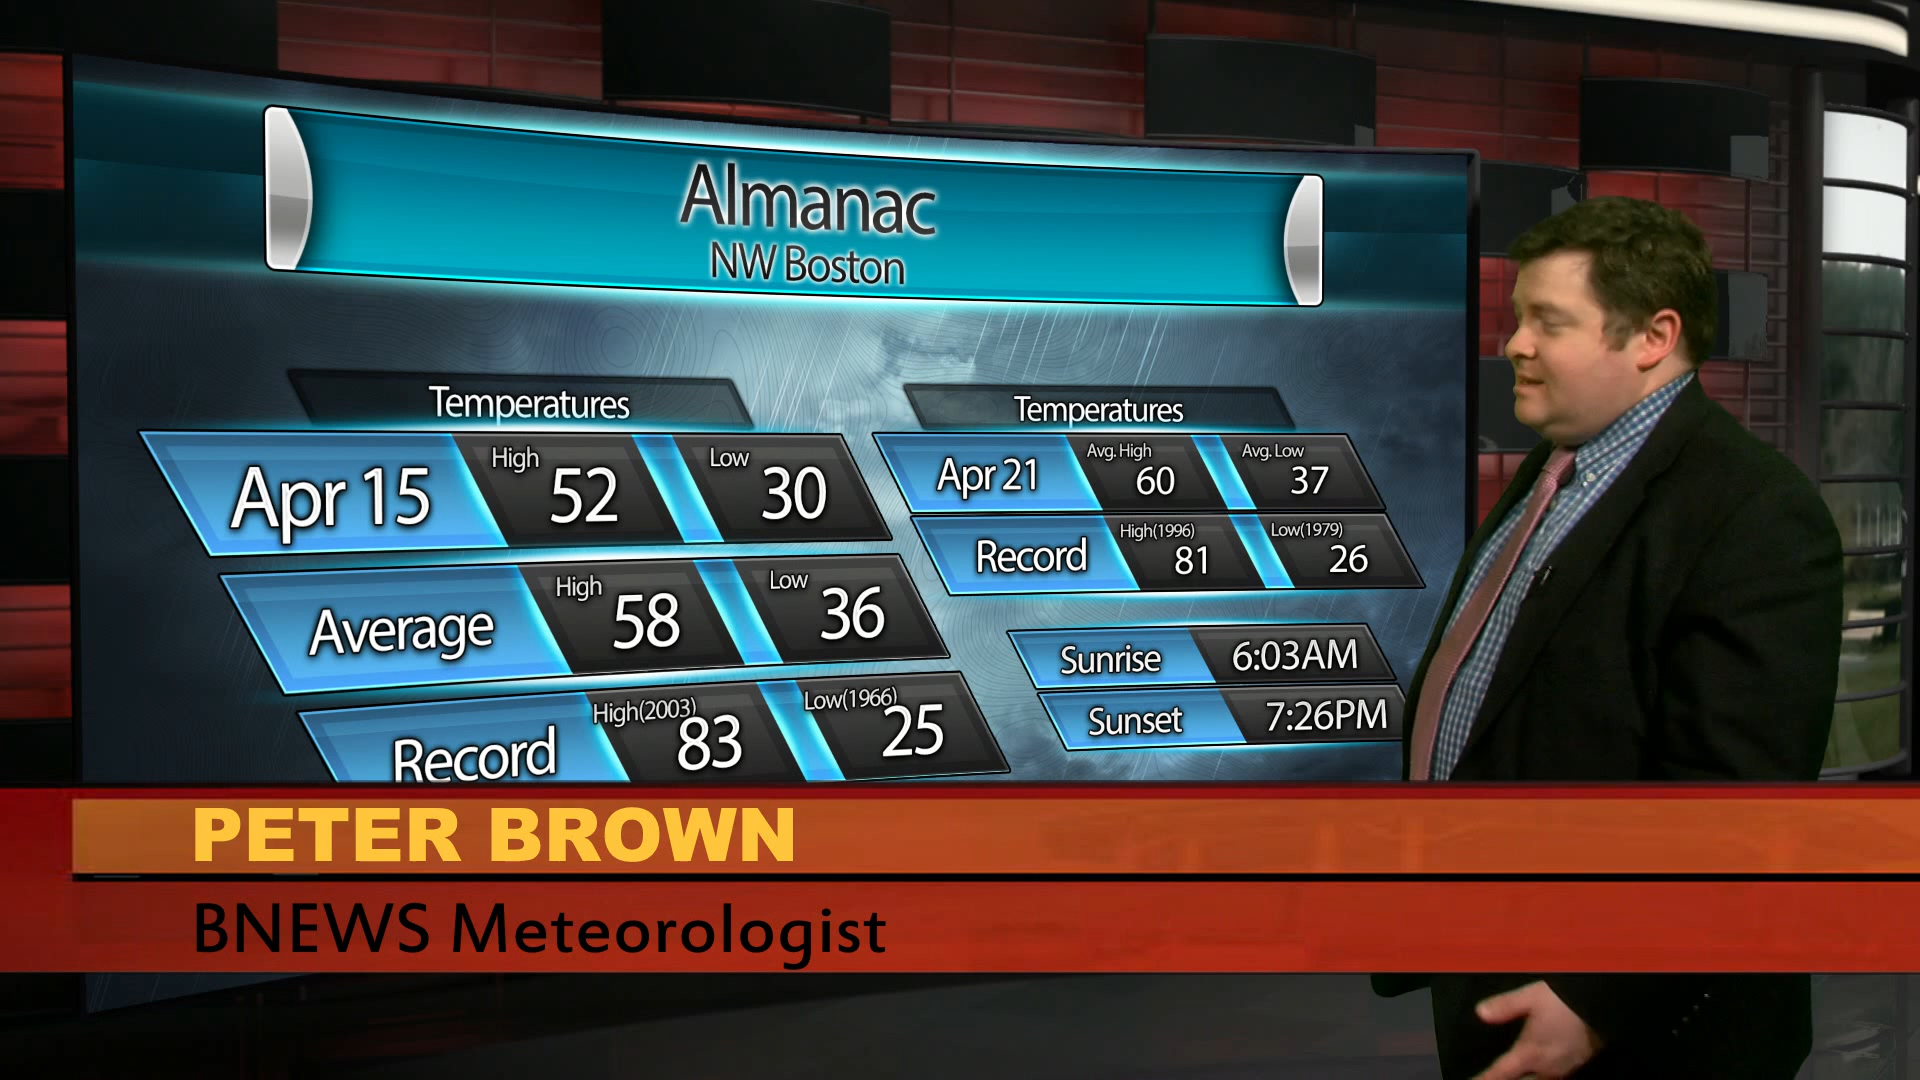 Almanac
NW Boston
Temperatures
Apr 15 High 52 Low 30
Average High 58 Low 36
Record High(2003) 83 Low(1966) 25
Temperatures
Apr 21 Avg. High 60 Avg. Low 37
Record High(1996) 81 Low(1979) 26
Sunrise 6:03AM
Sunset 7:26PM
PETER BROWN
BNEWS Meteorologist